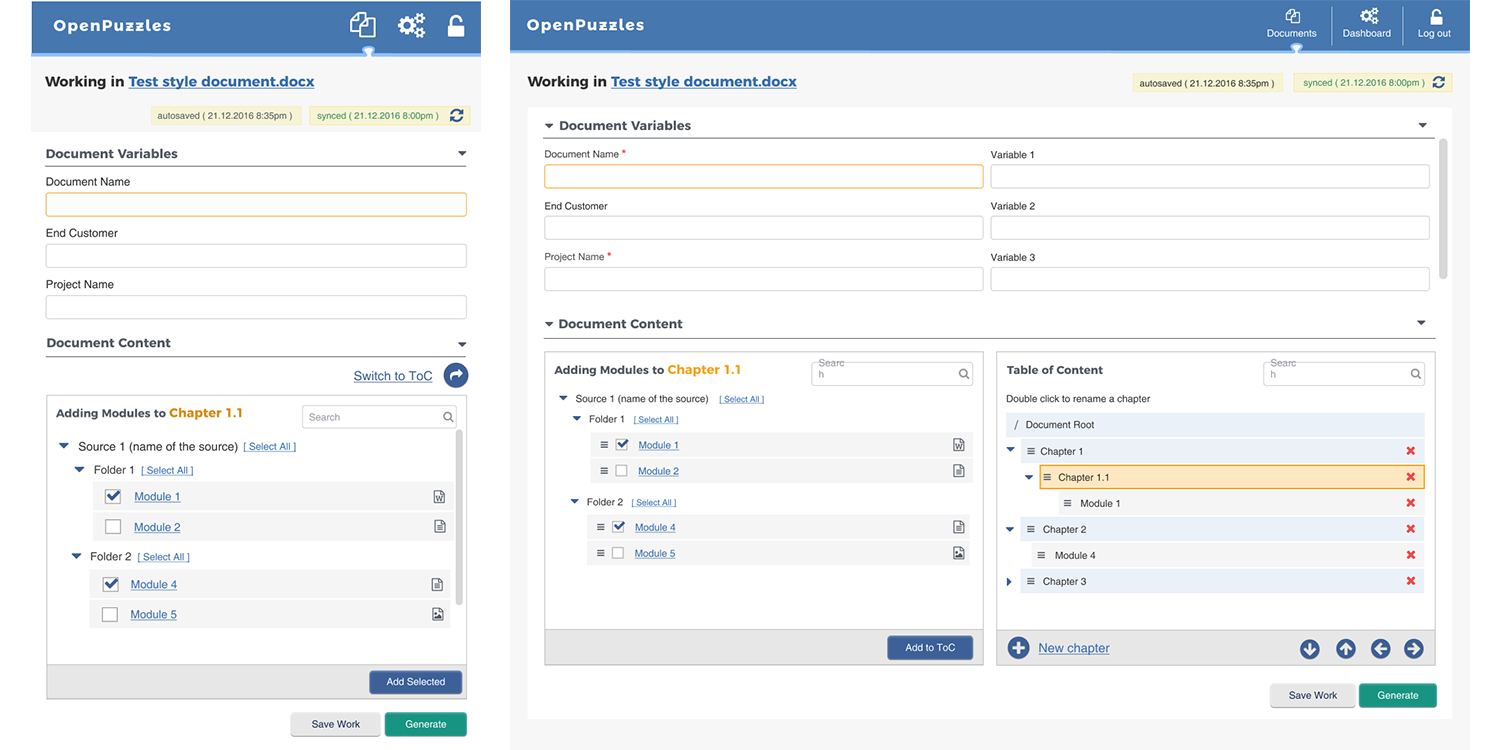 OpenPuzzles
Working in Test style document.docx
autosaved ( 21.12.2016 8:35pm )
synced ( 21.12.2016 8:00pm )
Document Variables
Document Name
End Customer
Project Name
Document Content
Switch to ToC
Adding Modules to Chapter 1.1
Search
Source 1 (name of the source) [ Select All ]
Folder 1 [ Select All ]
Module 1
Module 2
Folder 2 [ Select All ]
Module 4
Module 5
Add Selected
Save Work
Generate
OpenPuzzles
Documents
Dashboard
Log out
Working in Test style document.docx
autosaved ( 21.12.2016 8:35pm )
synced ( 21.12.2016 8:00pm )
Document Variables
Document Name *
Variable 1
End Customer
Variable 2
Project Name *
Variable 3
Document Content
Adding Modules to Chapter 1.1
Searc
h
Source 1 (name of the source) [ Select All ]
Folder 1 [ Select All ]
Module 1
W
Module 2
Folder 2 [ Select All ]
Module 4
Module 5
Add to ToC
Table of Content
Searc
h
Double click to rename a chapter
/ Document Root
Chapter 1
Chapter 1.1
Module 1
Chapter 2
Module 4
Chapter 3
New chapter
Save Work
Generate